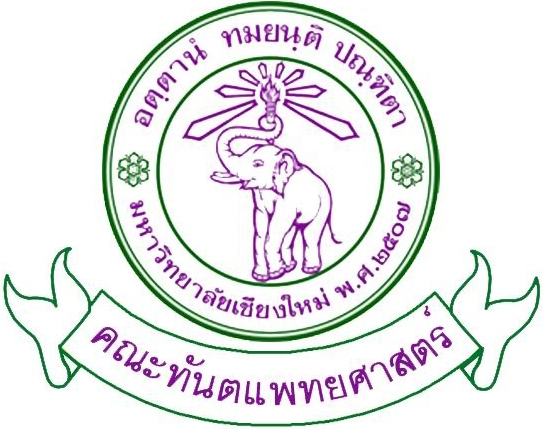 อตฺตานํ ทมยนฺติ ปณฺฑิตา
มหาวิทยาลัยเชียงใหม่ พ.ศ.๒๕๐๗
คณะทันตแพทยศาสตร์